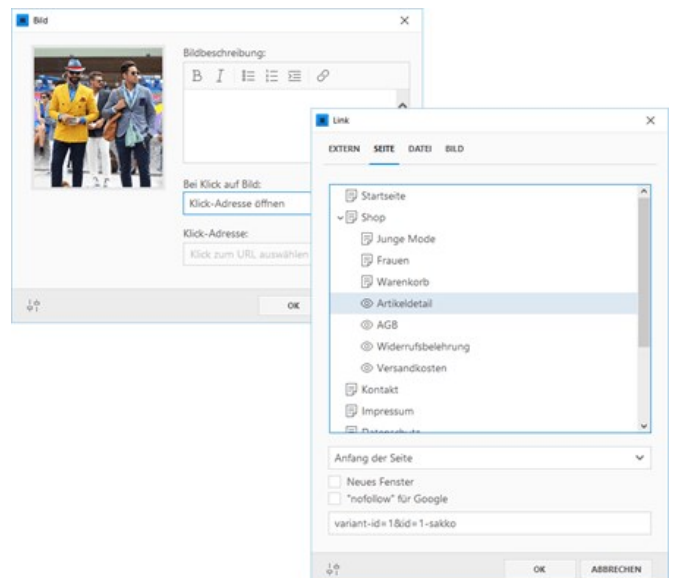 Bild
Bildbeschreibung:
B I
Bei Klick auf Bild:
Klick-Adresse öffnen
Klick-Adresse:
Klick zum URL auswählen
OK
Link
EXTERN SEITE DATEI BILD
Startseite
Shop
Junge Mode
Frauen
Warenkorb
Artikeldetail
AGB
Widerrufsbelehrung
Versandkosten
Kontakt
Impressum
Datenschutz
Anfang der Seite
Neues Fenster
"nofollow" für Google
variant-id=1&id=1-sakko
OK ABBRECHEN